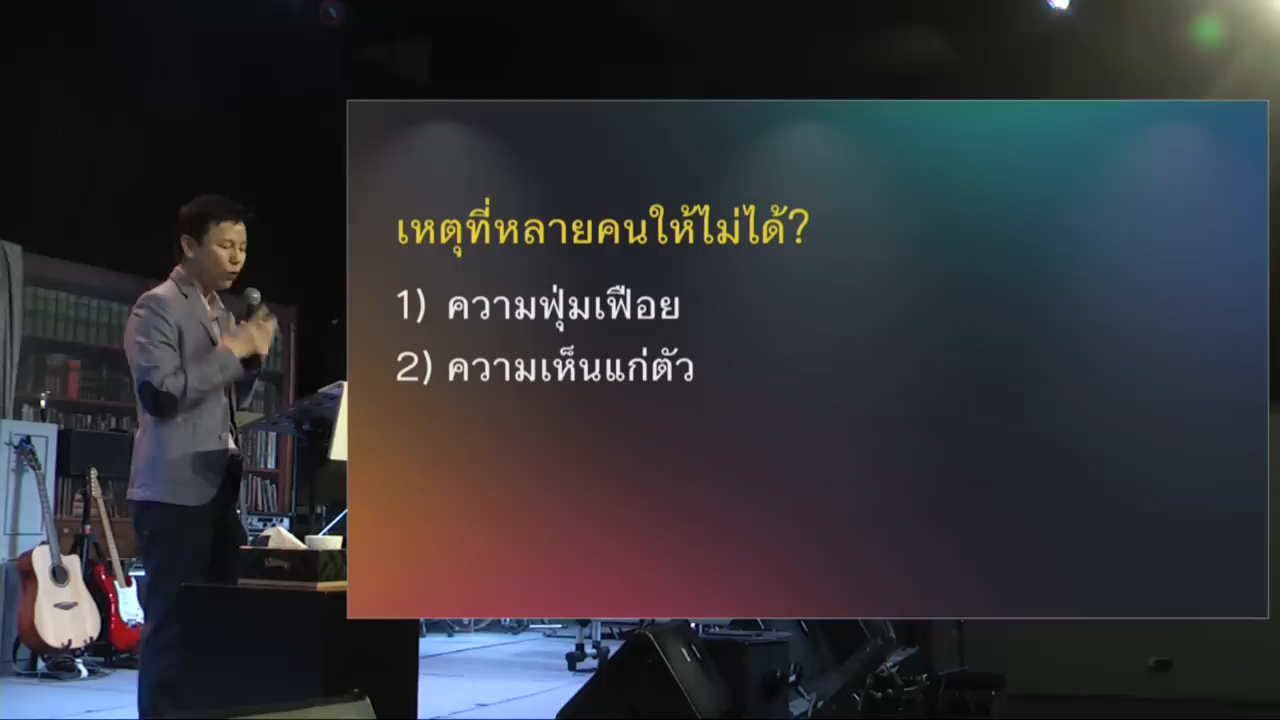 เหตุที่หลายคนให้ไม่ได้?
1) ความฟุ่มเฟือย
2) ความเห็นแก่ตัว